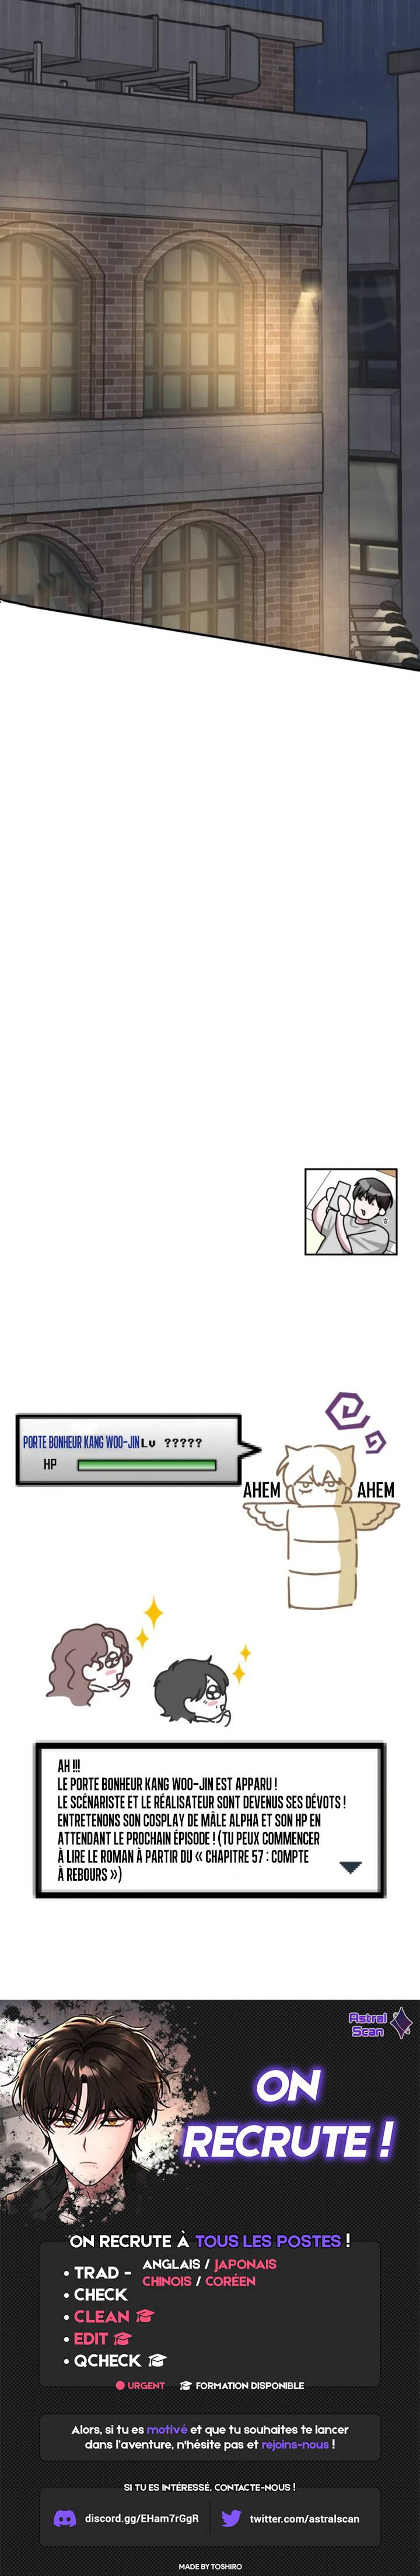 PORTE BONHEUR KANG WOO-JIN Lv ?????
HP
AHEM
AHEM
AH !!!
LE PORTE BONHEUR KANG WOO-JIN EST APPARU !
LE SCÉNARISTE ET LE RÉALISATEUR SONT DEVENUS SES DÉVOTS !
ENTRETENONS SON COSPLAY DE MÂLE ALPHA ET SON HP EN
ATTENDANT LE PROCHAIN ÉPISODE ! (TU PEUX COMMENCER
À LIRE LE ROMAN À PARTIR DU « CHAPITRE 57 : COMPTE
À REBOURS »)
Astral
Scan
ON
RECRUTE !
ON RECRUTE À TOUS LES POSTES !
• TRAD - ANGLAIS / JAPONAIS
CHINOIS / CORÉEN
• CHECK
• CLEAN
• EDIT
• QCHECK
URGENT FORMATION DISPONIBLE
Alors, si tu es motivé et que tu souhaites te lancer
dans l'aventure, n'hésite pas et rejoins-nous !
SI TU ES INTÉRESSÉ, CONTACTE-NOUS !
discord.gg/EHam7rGgR
twitter.com/astralscan
MADE BY TOSHIRO